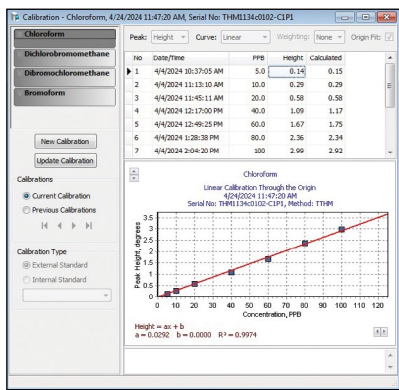 Calibration - Chloroform, 4/24/2024 11:47:20 AM, Serial No: THM1134c0102-C1P1
Chloroform
Dichlorobromomethane
Dibromochloromethane
Bromoform
New Calibration
Update Calibration
Calibrations
Current Calibration
Previous Calibrations
Calibration Type
External Standard
Internal Standard
Peak: Height Curve: Linear Weighting: None Origin Fit:
No Date/Time PPB Height Calculated
1 4/4/2024 10:37:05 AM 5.0 0.14 0.15
2 4/4/2024 11:13:10 AM 10.0 0.29 0.29
3 4/4/2024 11:45:11 AM 20.0 0.58 0.58
4 4/4/2024 12:17:00 PM 40.0 1.09 1.17
5 4/4/2024 12:49:25 PM 60.0 1.67 1.75
6 4/4/2024 1:28:38 PM 80.0 2.36 2.34
7 4/4/2024 2:04:20 PM 100 2.99 2.92
Chloroform
Linear Calibration Through the Origin
4/24/2024 11:47:20 AM
Serial No: THM1134c0102-C1P1, Method: TTHM
Peak Height, degrees
3.5
3
2.5
2
1.5
1
0.5
0
0 10 20 30 40 50 60 70 80 90 100 110 120
Concentration, PPB
Height = ax + b
a = 0.0292 b = 0.0000 R² = 0.9974